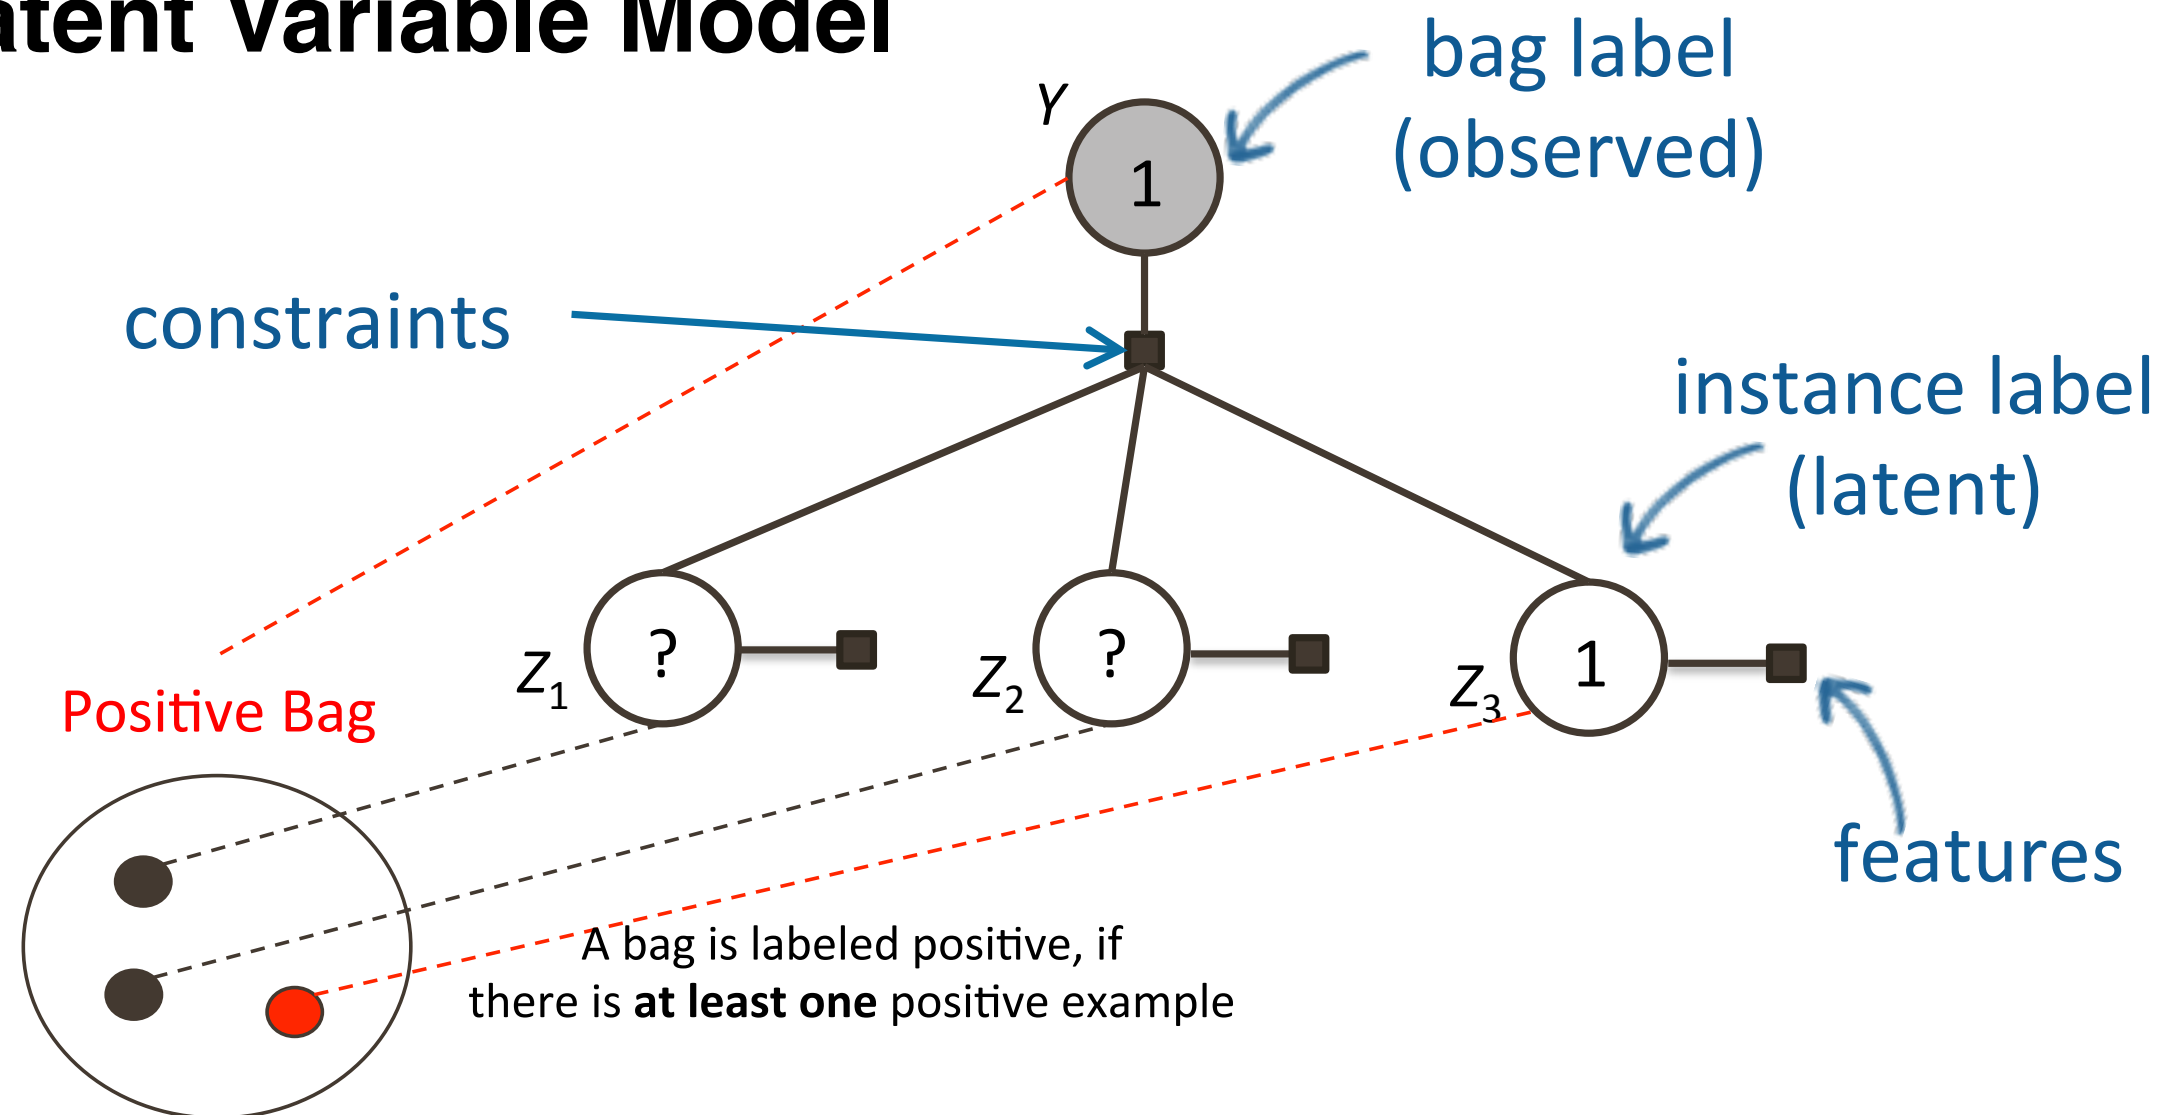 atent Variable Model
bag label
(observed)
Y
1
constraints
instance label
(latent)
Z1
?
Z2
?
Z3
1
Positive Bag
features
A bag is labeled positive, if
there is at least one positive example